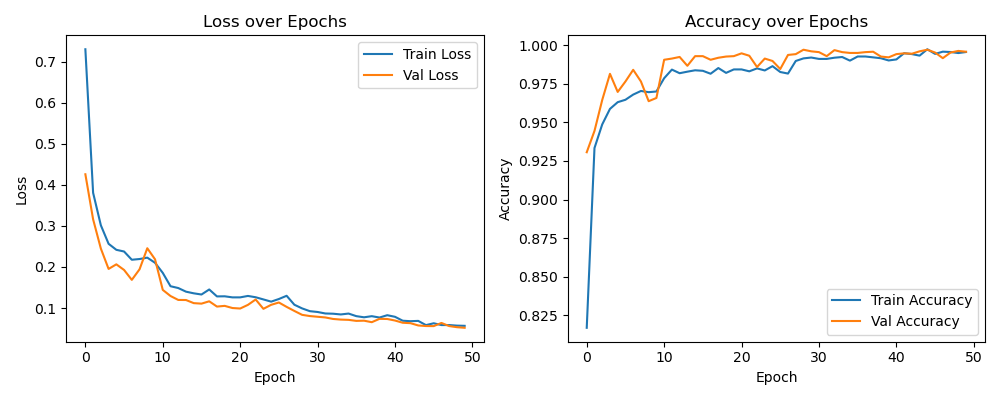 Loss over Epochs
Train Loss
Val Loss
0.7
0.6
0.5
0.4
0.3
0.2
0.1
0 10 20 30 40 50
Epoch
Loss
Accuracy over Epochs
1.000
0.975
0.950
0.925
0.900
0.875
0.850
0.825
Train Accuracy
Val Accuracy
0 10 20 30 40 50
Epoch
Accuracy